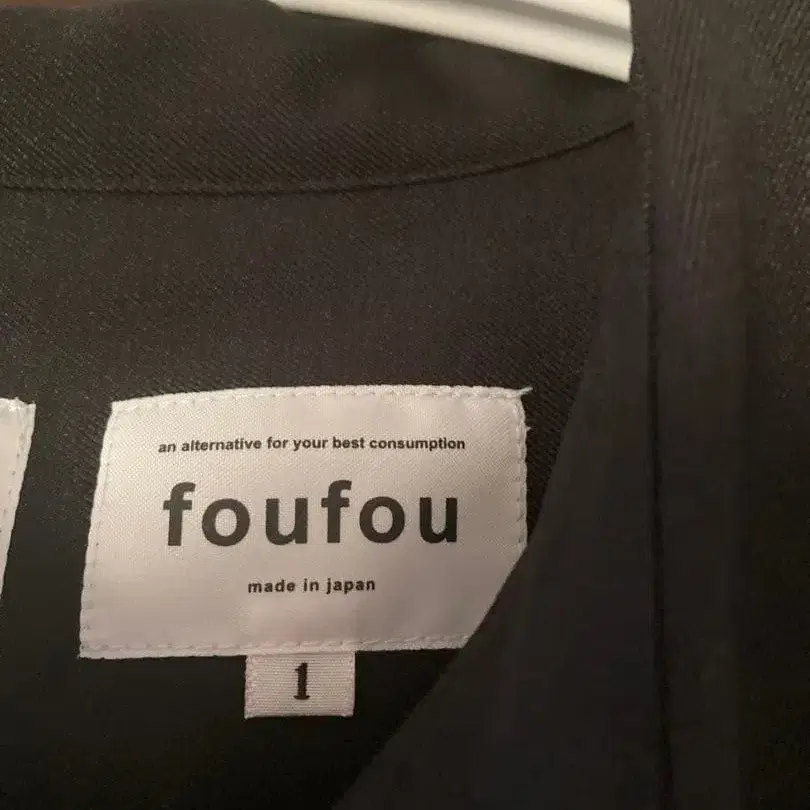 an alternative for your best consumption
foufou
made in japan
1